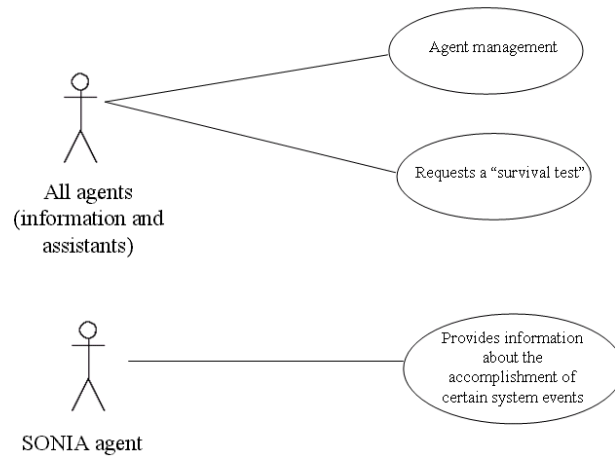 Agent management
Requests a “survival test”
All agents
(information and
assistants)
Provides information
about the
accomplishment of
certain system events
SONIA agent